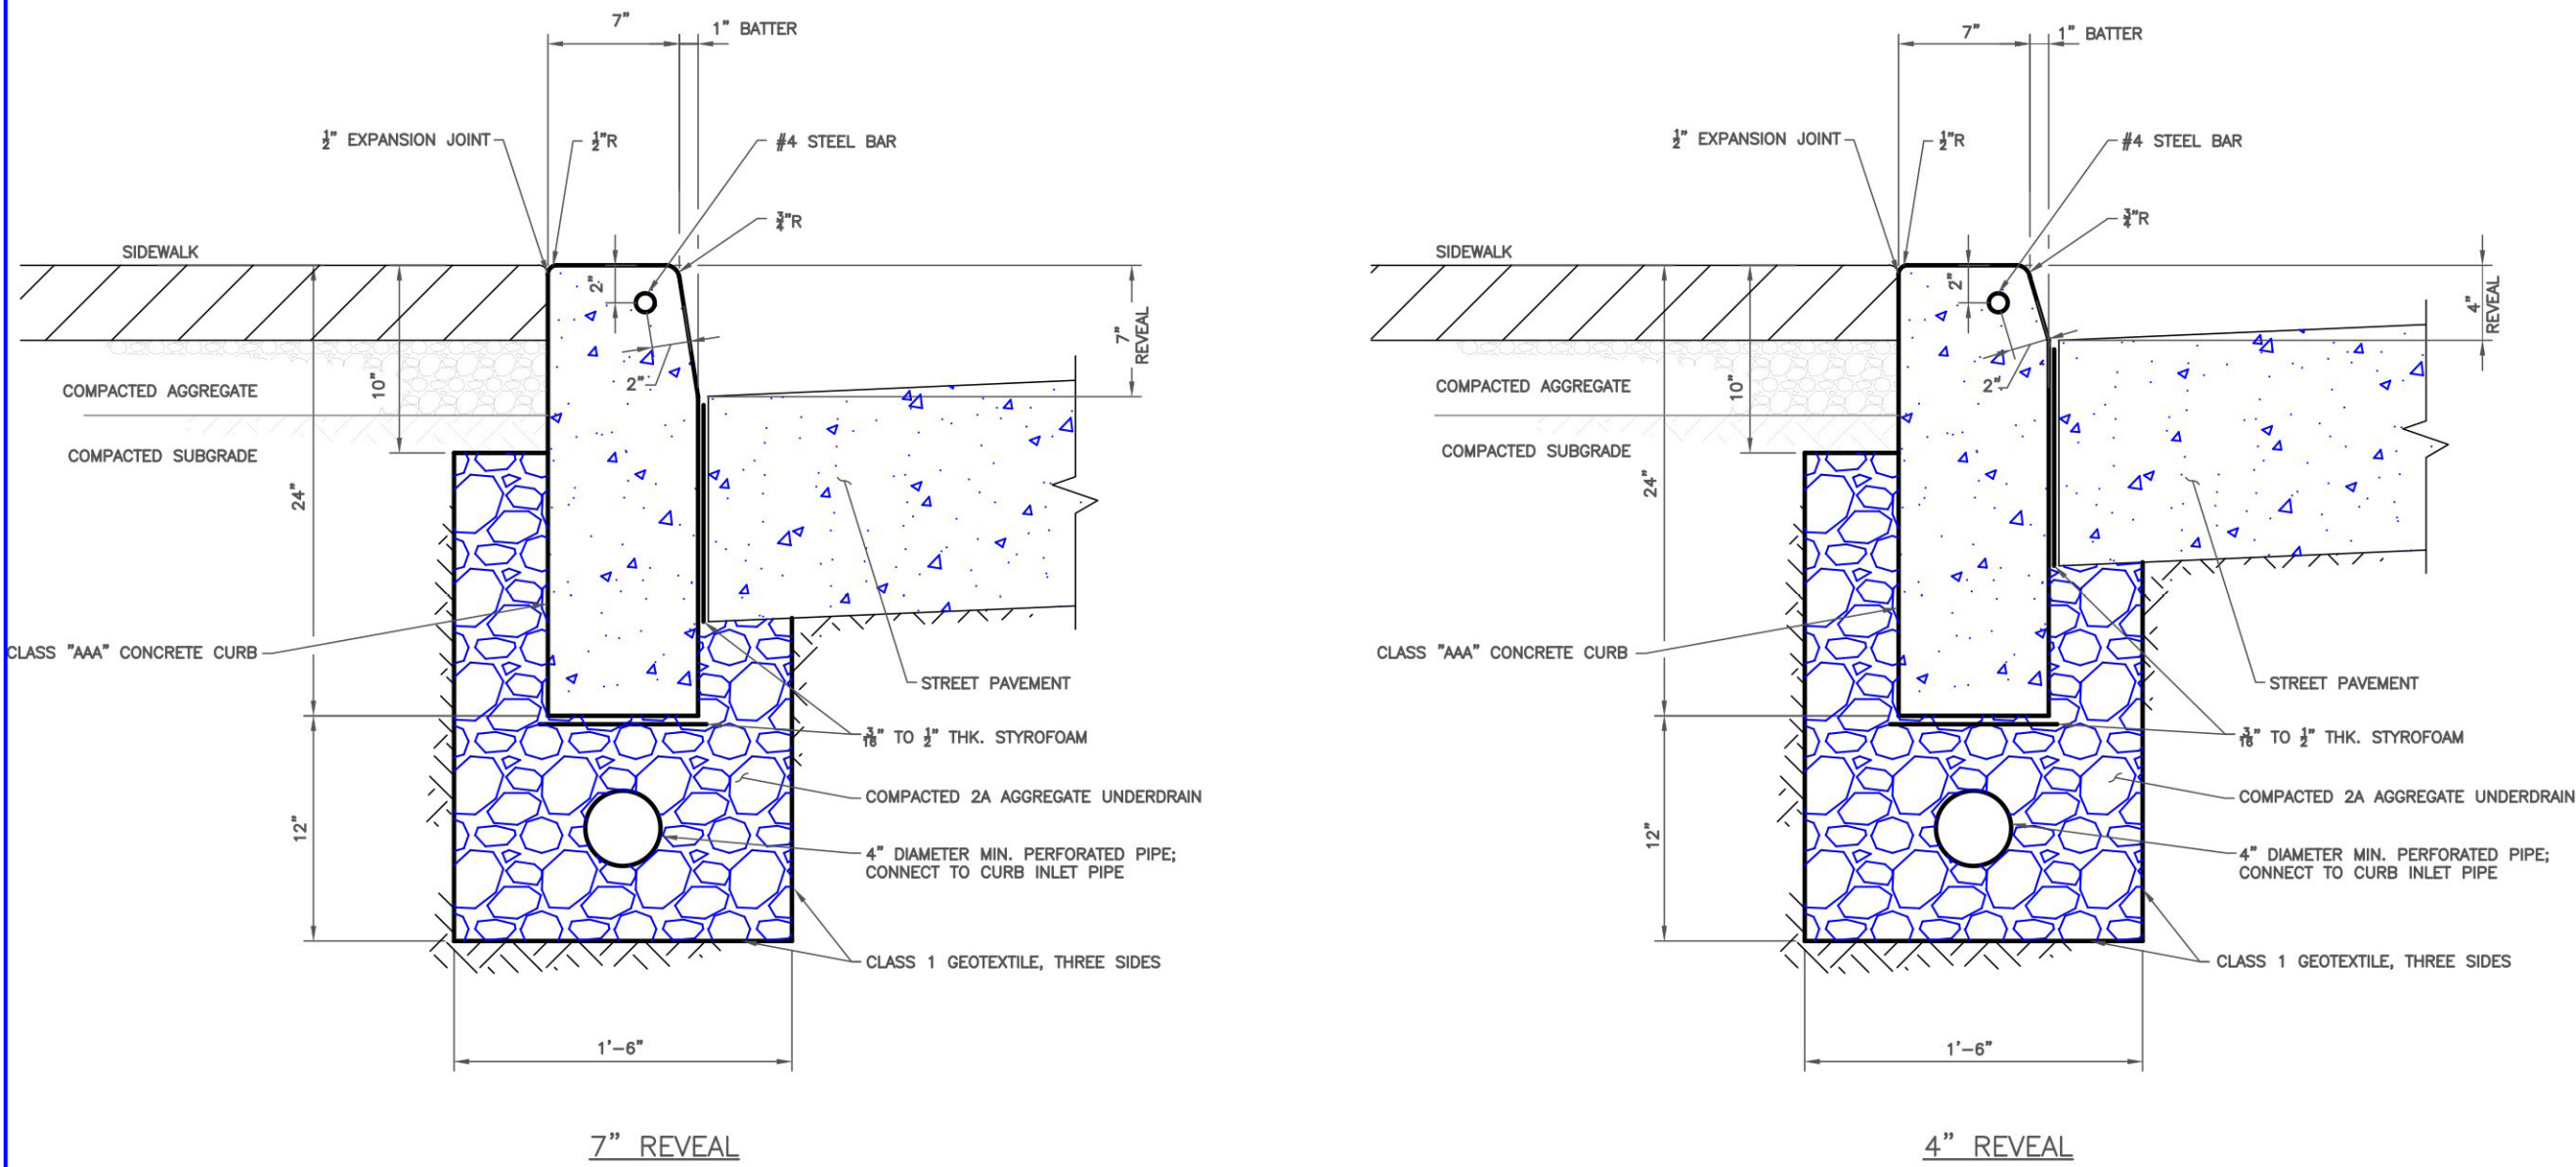 7"
1" BATTER
½" EXPANSION JOINT
½"R
#4 STEEL BAR
¾"R
SIDEWALK
2"
7"
REVEAL
10"
2"
COMPACTED AGGREGATE
COMPACTED SUBGRADE
24"
CLASS "AAA" CONCRETE CURB
STREET PAVEMENT
3/16" TO ½" THK. STYROFOAM
COMPACTED 2A AGGREGATE UNDERDRAIN
12"
4" DIAMETER MIN. PERFORATED PIPE;
CONNECT TO CURB INLET PIPE
CLASS 1 GEOTEXTILE, THREE SIDES
1'-6"
7" REVEAL
7"
1" BATTER
½" EXPANSION JOINT
½"R
#4 STEEL BAR
¾"R
SIDEWALK
2"
4"
REVEAL
10"
2"
COMPACTED AGGREGATE
COMPACTED SUBGRADE
24"
CLASS "AAA" CONCRETE CURB
STREET PAVEMENT
3/16" TO ½" THK. STYROFOAM
COMPACTED 2A AGGREGATE UNDERDRAIN
12"
4" DIAMETER MIN. PERFORATED PIPE;
CONNECT TO CURB INLET PIPE
CLASS 1 GEOTEXTILE, THREE SIDES
1'-6"
4" REVEAL